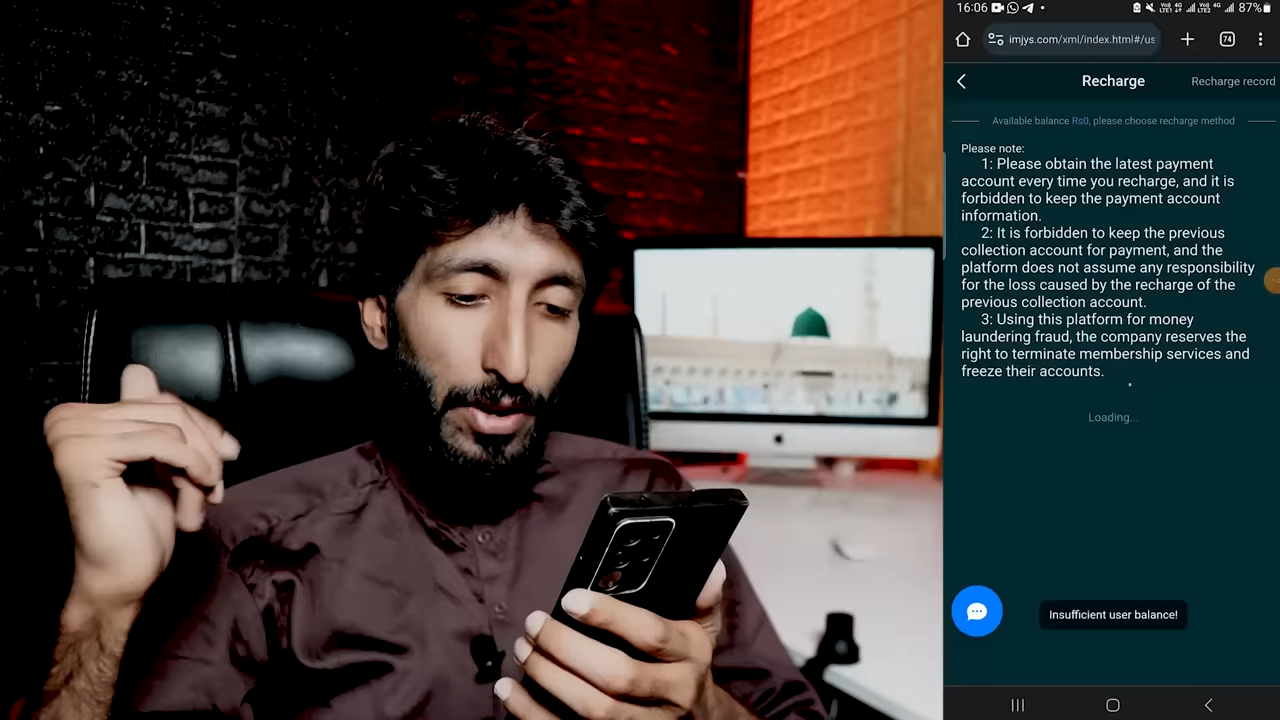 16:06
87%
imjys.com/xml/index.html#/us
74
Recharge
Recharge record
Available balance Rs0, please choose recharge method
Please note:
1: Please obtain the latest payment
account every time you recharge, and it is
forbidden to keep the payment account
information.
2: It is forbidden to keep the previous
collection account for payment, and the
platform does not assume any responsibility
for the loss caused by the recharge of the
previous collection account.
3: Using this platform for money
laundering fraud, the company reserves the
right to terminate membership services and
freeze their accounts.
Loading...
Insufficient user balance!